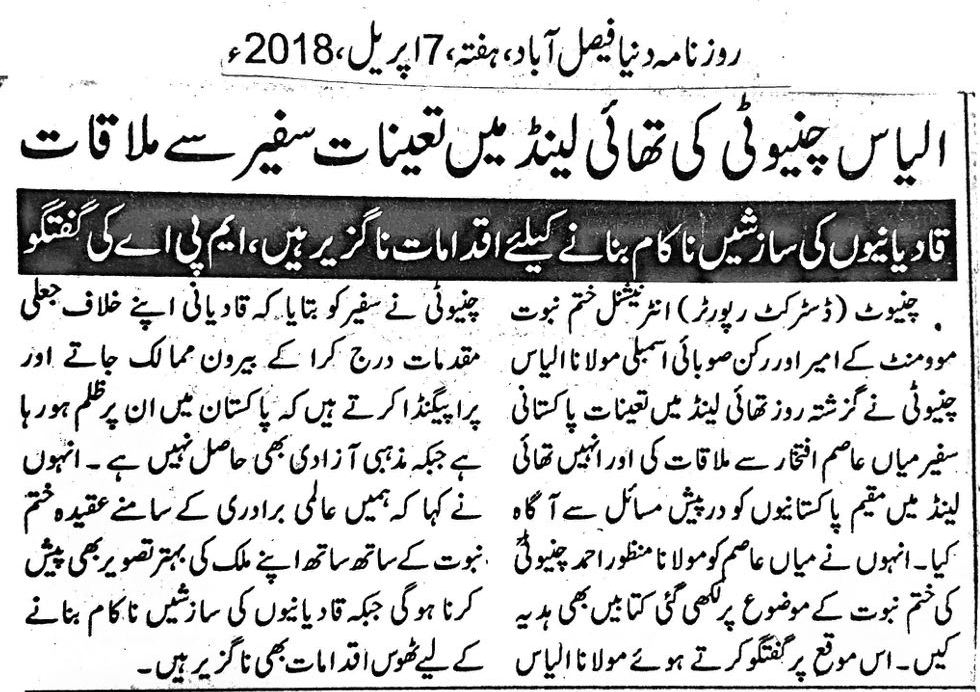 روزنامہ دنیا فیصل آباد، ہفتہ، 7 اپریل، 2018ء
الیاس چنیوٹی کی تھائی لینڈ میں تعینات سفیر سے ملاقات
قادیانیوں کی سازشیں ناکام بنانے کیلئے اقدامات ناگزیر ہیں، ایم پی اے کی گفتگو
چنیوٹ (ڈسٹرکٹ رپورٹر) انٹرنیشنل ختم نبوت
موومنٹ کے امیر اور رکن صوبائی اسمبلی مولانا الیاس
چنیوٹی نے گزشتہ روز تھائی لینڈ میں تعینات پاکستانی
سفیر میاں عاصم افتخار سے ملاقات کی اور انہیں تھائی
لینڈ میں مقیم پاکستانیوں کو درپیش مسائل سے آگاہ
کیا۔ انہوں نے میاں عاصم کو مولانا منظور احمد چنیوٹیؒ
کی ختم نبوت کے موضوع پر لکھی گئی کتابیں بھی ہدیہ
کیں۔ اس موقع پر گفتگو کرتے ہوئے مولانا الیاس
چنیوٹی نے سفیر کو بتایا کہ قادیانی اپنے خلاف جعلی
مقدمات درج کرا کے بیرون ممالک جاتے اور
پراپیگنڈا کرتے ہیں کہ پاکستان میں ان پر ظلم ہو رہا
ہے جبکہ مذہبی آزادی بھی حاصل نہیں ہے۔ انہوں
نے کہا کہ ہمیں عالمی برادری کے سامنے عقیدہ ختم
نبوت کے ساتھ ساتھ اپنے ملک کی بہتر تصویر بھی پیش
کرنا ہوگی جبکہ قادیانیوں کی سازشیں ناکام بنانے
کے لیے ٹھوس اقدامات بھی ناگزیر ہیں۔